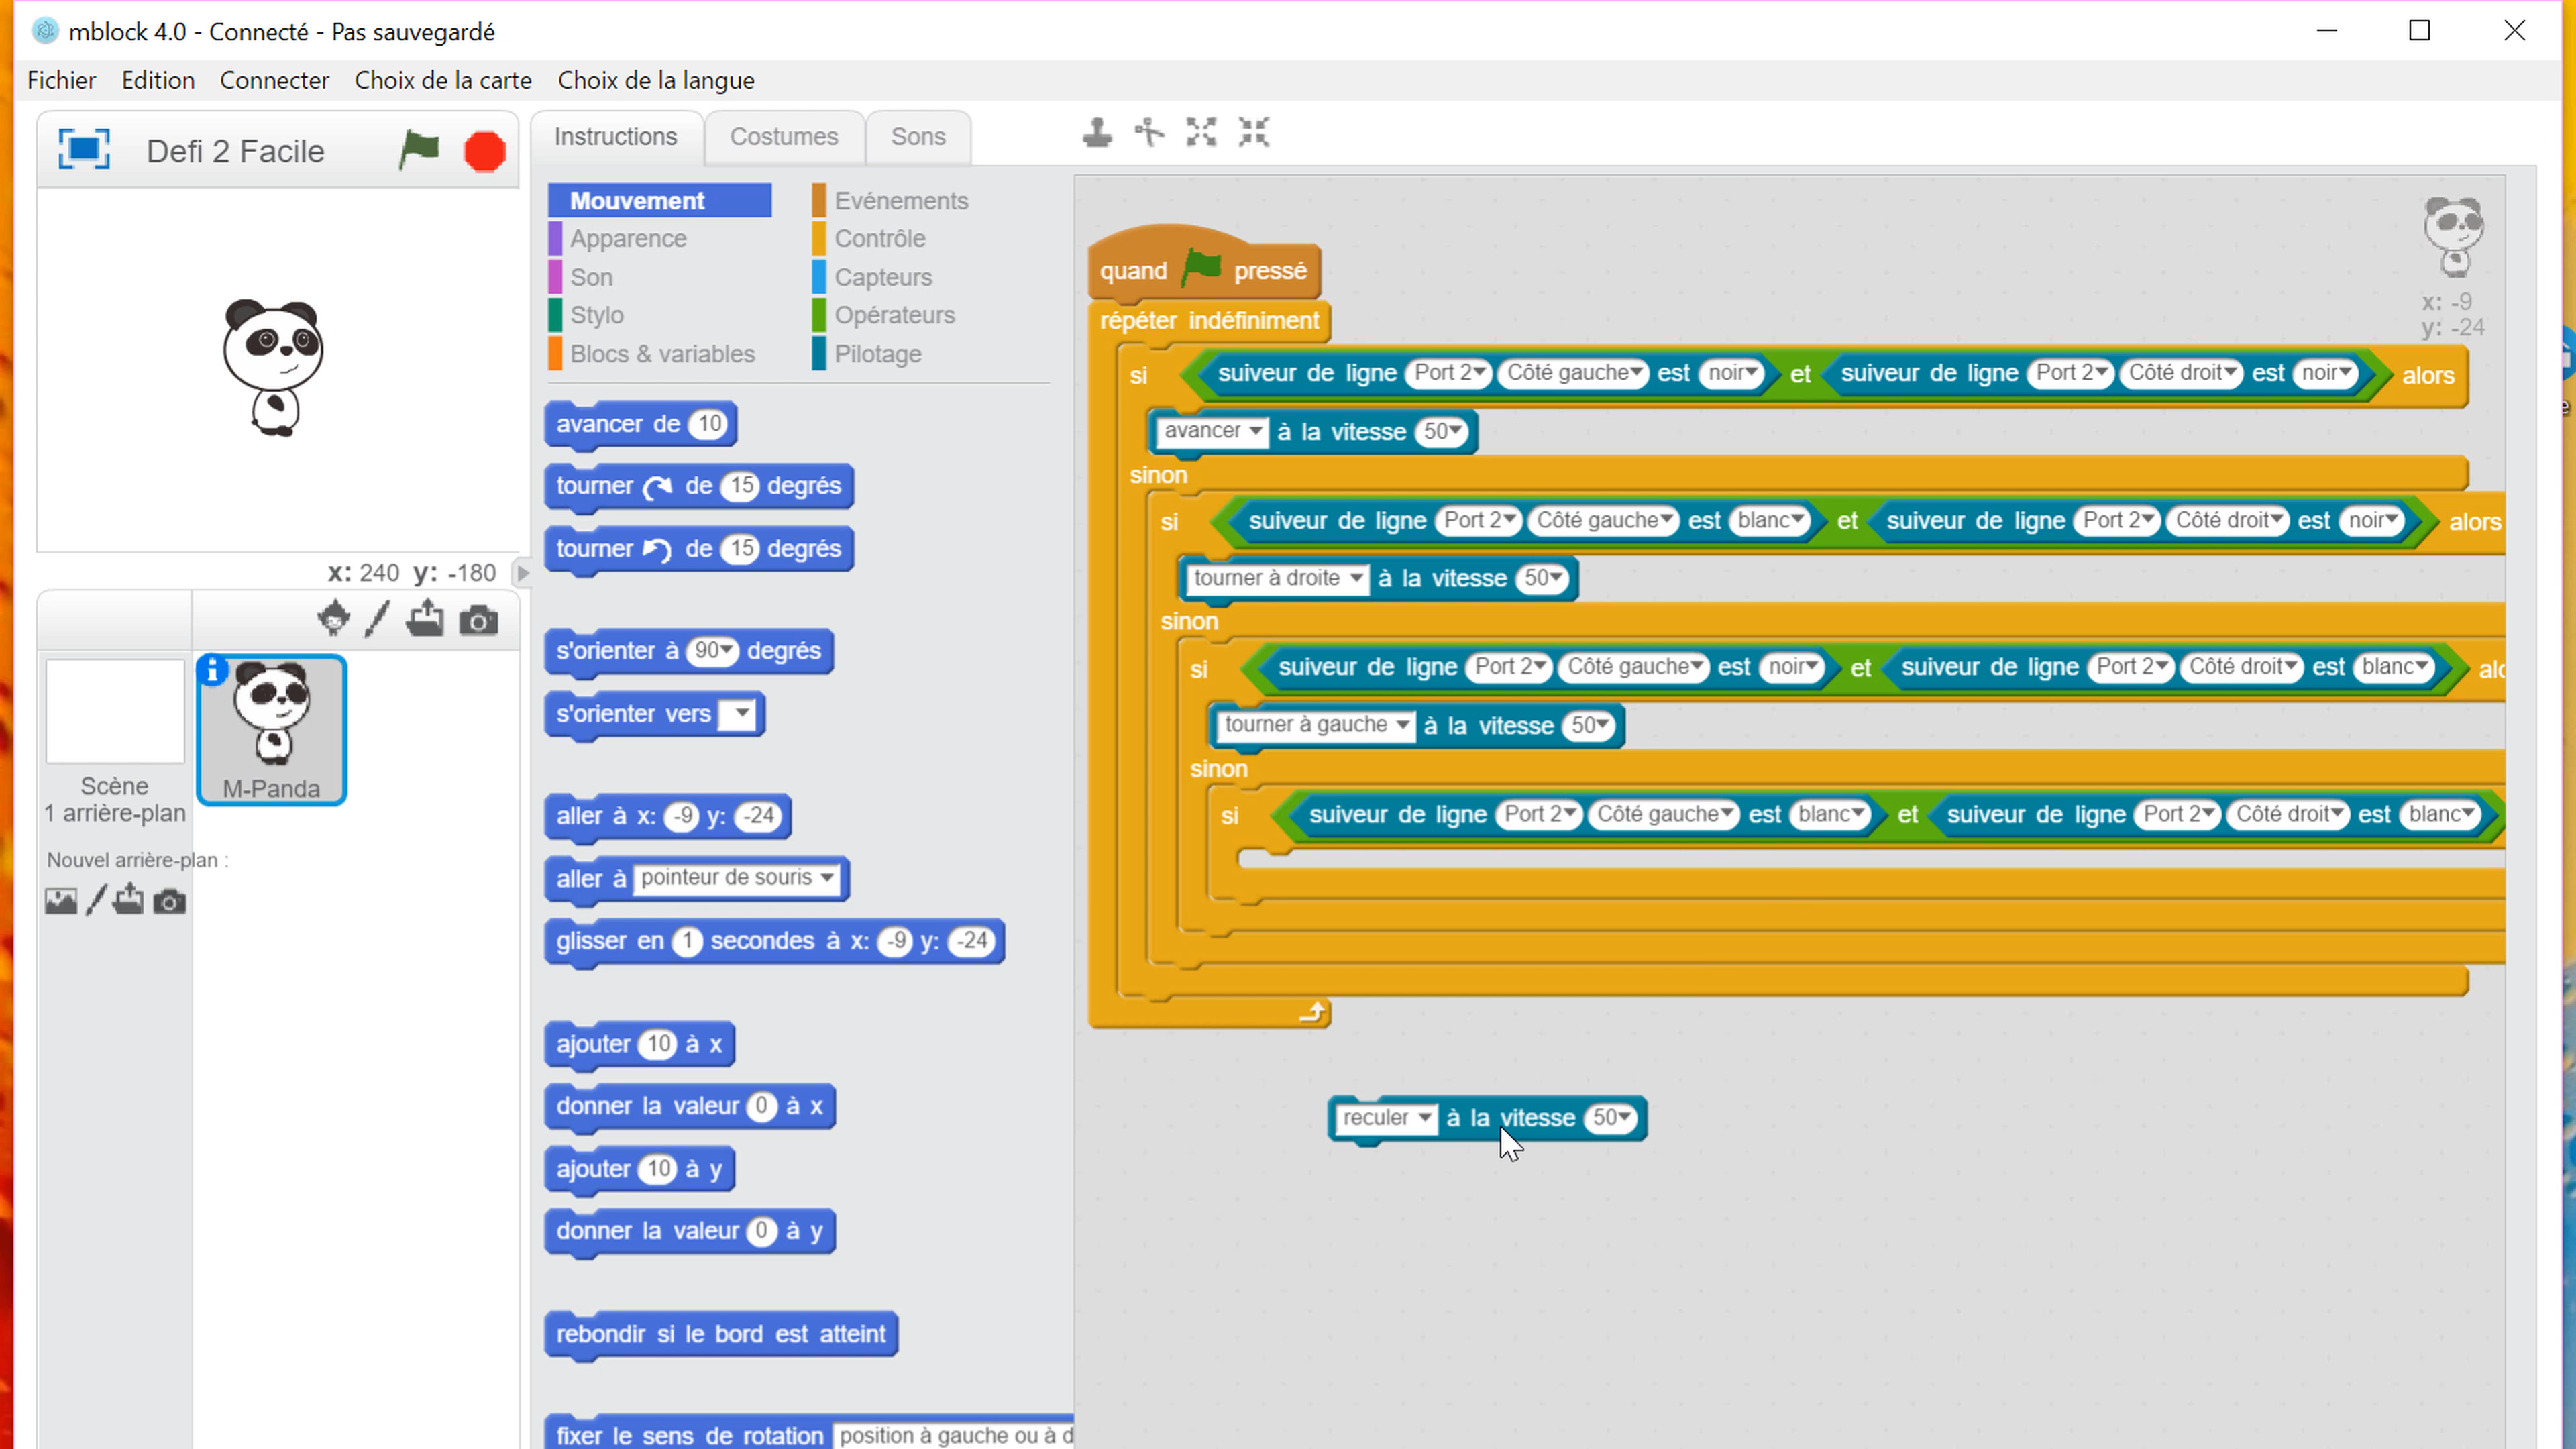 mblock 4.0 - Connecté - Pas sauvegardé
Fichier Edition Connecter Choix de la carte Choix de la langue
Defi 2 Facile
x: 240 y: -180
Scène
1 arrière-plan
Nouvel arrière-plan :
M-Panda
Instructions Costumes Sons
Mouvement Evénements
Apparence Contrôle
Son Capteurs
Stylo Opérateurs
Blocs & variables Pilotage
avancer de 10
tourner de 15 degrés
tourner de 15 degrés
s'orienter à 90 degrés
s'orienter vers
aller à x: -9 y: -24
aller à pointeur de souris
glisser en 1 secondes à x: -9 y: -24
ajouter 10 à x
donner la valeur 0 à x
ajouter 10 à y
donner la valeur 0 à y
rebondir si le bord est atteint
fixer le sens de rotation position à gauche ou à d
x: -9
y: -24
quand pressé
répéter indéfiniment
si suiveur de ligne Port 2 Côté gauche est noir et suiveur de ligne Port 2 Côté droit est noir alors
avancer à la vitesse 50
sinon
si suiveur de ligne Port 2 Côté gauche est blanc et suiveur de ligne Port 2 Côté droit est noir alors
tourner à droite à la vitesse 50
sinon
si suiveur de ligne Port 2 Côté gauche est noir et suiveur de ligne Port 2 Côté droit est blanc
tourner à gauche à la vitesse 50
sinon
si suiveur de ligne Port 2 Côté gauche est blanc et suiveur de ligne Port 2 Côté droit est blanc
reculer à la vitesse 50